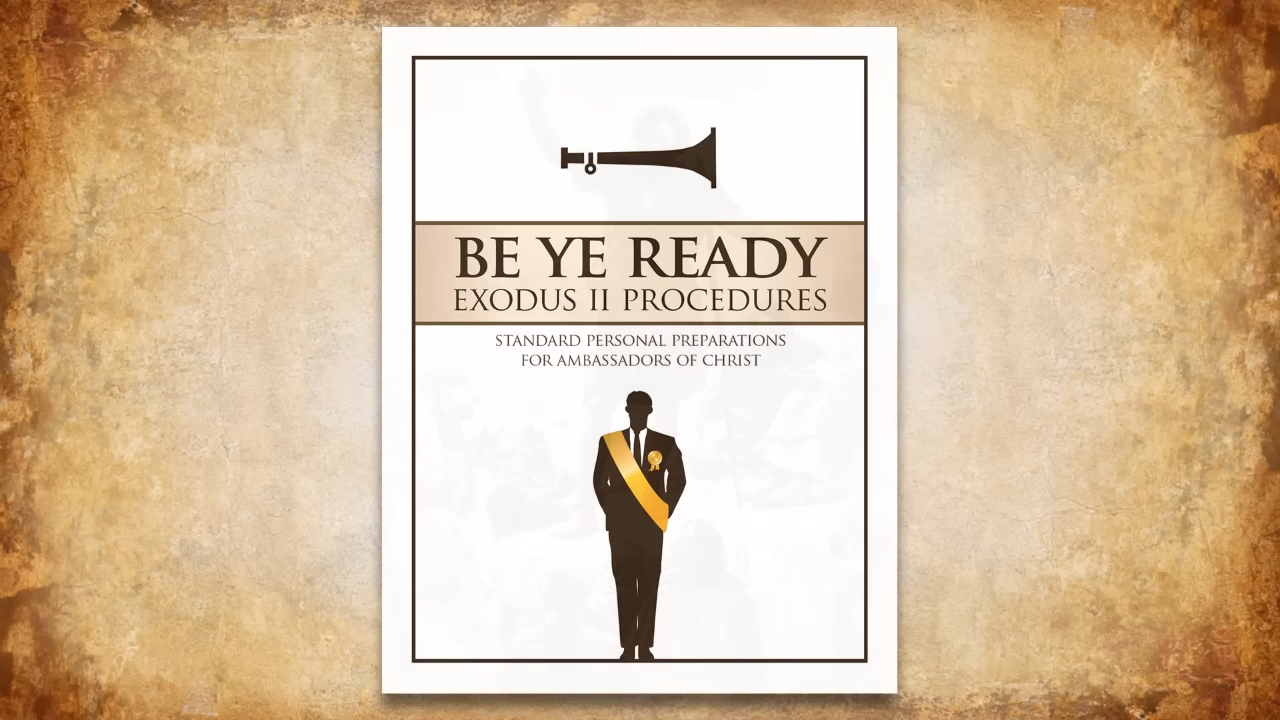 BE YE READY
EXODUS II PROCEDURES
STANDARD PERSONAL PREPARATIONS
FOR AMBASSADORS OF CHRIST